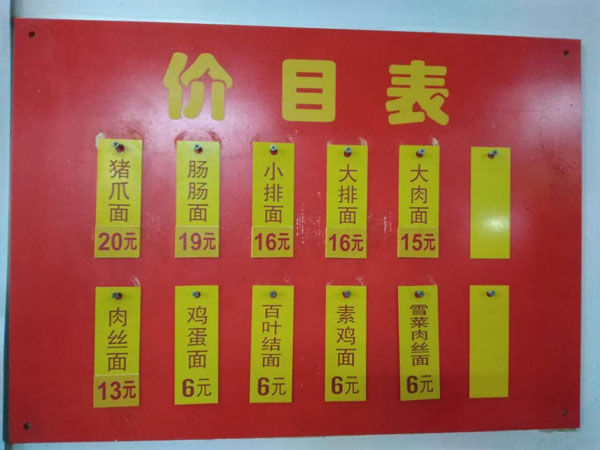 价目表
猪爪面
20元
肠肠面
19元
小排面
16元
大排面
16元
大肉面
15元
肉丝面
13元
鸡蛋面
6元
百叶结面
6元
素鸡面
6元
雪菜肉丝面
6元